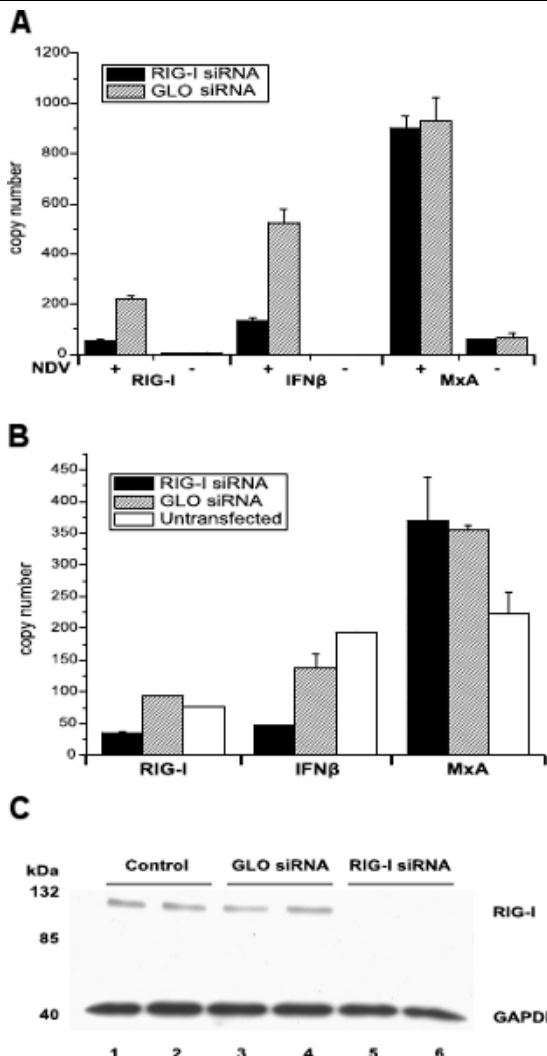 A
1200
1000
800
600
400
200
0
copy number
RIG-I siRNA
GLO siRNA
NDV + - + - + -
RIG-I IFNβ MxA
B
450
400
350
300
250
200
150
100
50
0
copy number
RIG-I siRNA
GLO siRNA
Untransfected
RIG-I IFNβ MxA
C
kDa Control GLO siRNA RIG-I siRNA
132
RIG-I
85
40 GAPDH
1 2 3 4 5 6